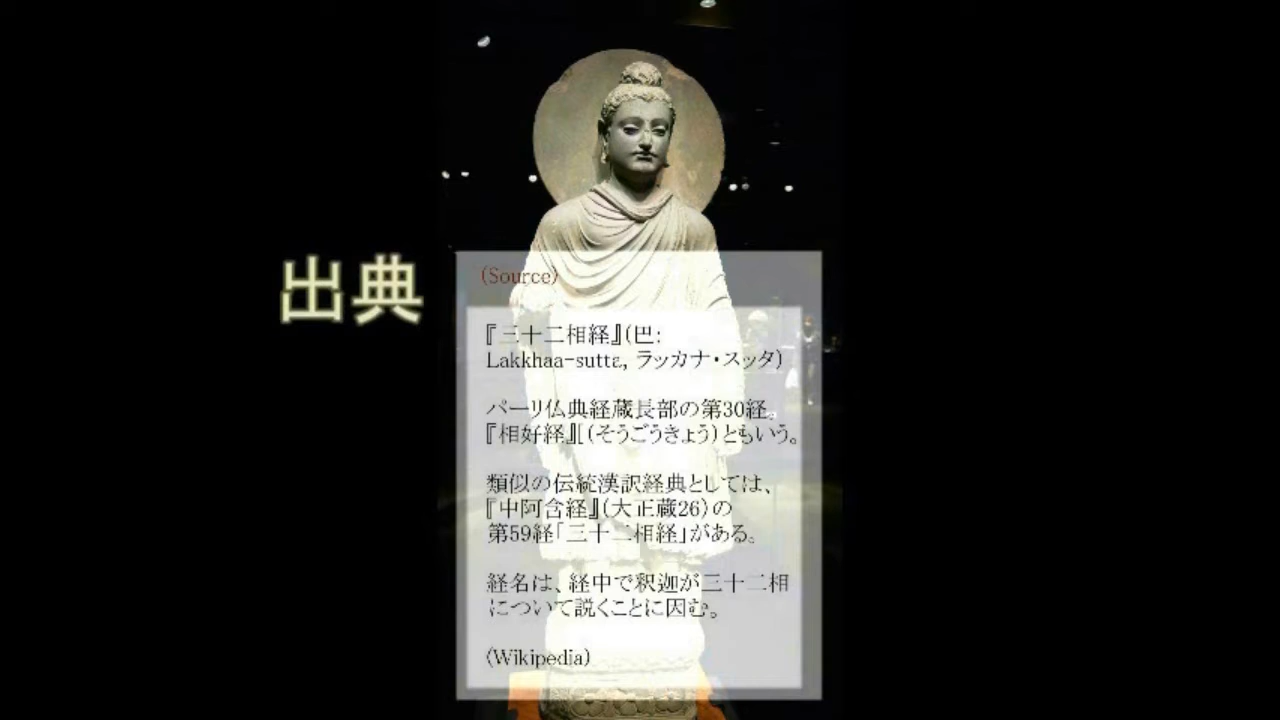 出典
(Source)
『三十二相経』(巴:
Lakkhaa-sutta, ラッカナ・スッタ)
パーリ仏典経蔵長部の第30経。
『相好経』[(そうごうきょう)ともいう。
類似の伝統漢訳経典としては、
『中阿含経』(大正蔵26)の
第59経「三十二相経」がある。
経名は、経中で釈迦が三十二相
について説くことに因む。
(Wikipedia)